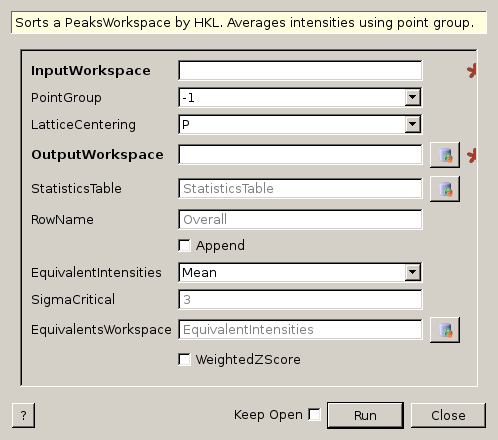 Sorts a PeaksWorkspace by HKL. Averages intensities using point group.
InputWorkspace
PointGroup -1
LatticeCentering P
OutputWorkspace
StatisticsTable StatisticsTable
RowName Overall
Append
EquivalentIntensities Mean
SigmaCritical 3
EquivalentsWorkspace EquivalentIntensities
WeightedZScore
? Keep Open Run Close